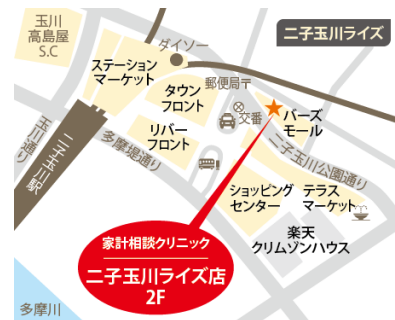 玉川
髙島屋
S.C
ダイソー
二子玉川ライズ
ステーション
マーケット
郵便局〒
タウン
フロント
交番
バーズ
モール
リバー
フロント
玉川通り
二子玉川駅
多摩堤通り
二子玉川公園通り
ショッピング
センター
テラス
マーケット
楽天
クリムゾンハウス
家計相談クリニック
二子玉川ライズ店
2F
多摩川